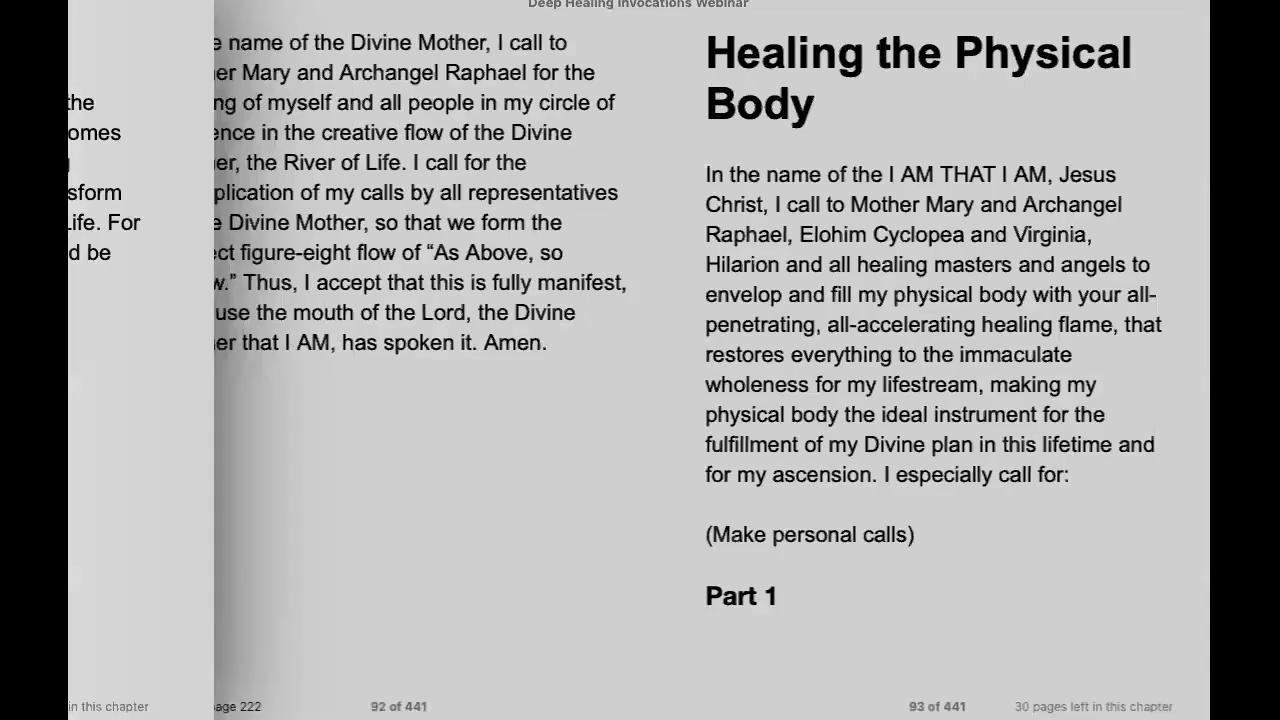 Deep Healing Invocations Webinar
the
omes
sform
Life. For
d be
in this chapter
e name of the Divine Mother, I call to
er Mary and Archangel Raphael for the
ng of myself and all people in my circle of
ence in the creative flow of the Divine
er, the River of Life. I call for the
plication of my calls by all representatives
e Divine Mother, so that we form the
ect figure-eight flow of “As Above, so
w.” Thus, I accept that this is fully manifest,
use the mouth of the Lord, the Divine
er that I AM, has spoken it. Amen.
age 222
92 of 441
Healing the Physical
Body
In the name of the I AM THAT I AM, Jesus
Christ, I call to Mother Mary and Archangel
Raphael, Elohim Cyclopea and Virginia,
Hilarion and all healing masters and angels to
envelop and fill my physical body with your all-
penetrating, all-accelerating healing flame, that
restores everything to the immaculate
wholeness for my lifestream, making my
physical body the ideal instrument for the
fulfillment of my Divine plan in this lifetime and
for my ascension. I especially call for:
(Make personal calls)
Part 1
93 of 441
30 pages left in this chapter